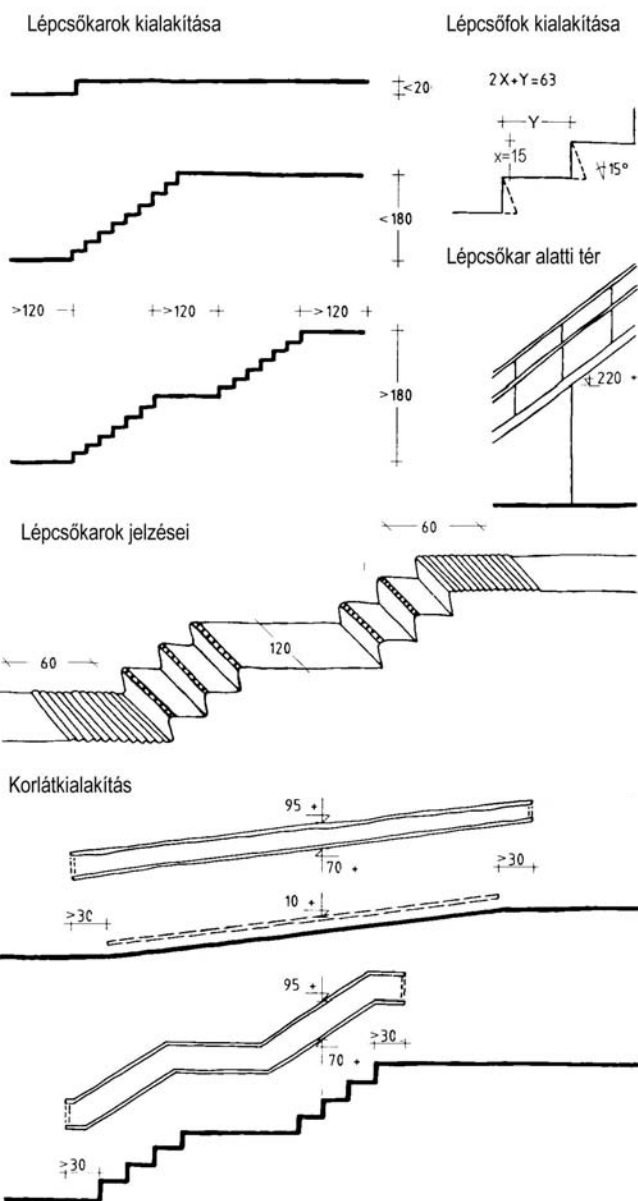 Lépcsőkarok kialakítása
<20
<180
>120 >120 >120
>180
Lépcsőfok kialakítása
2X+Y=63
Y
x=15
15°
Lépcsőkar alatti tér
220 +
Lépcsőkarok jelzései
60
120
60
Korlátkialakítás
95 +
70 +
>30
>30
10 +
95 +
70 +
>30
>30